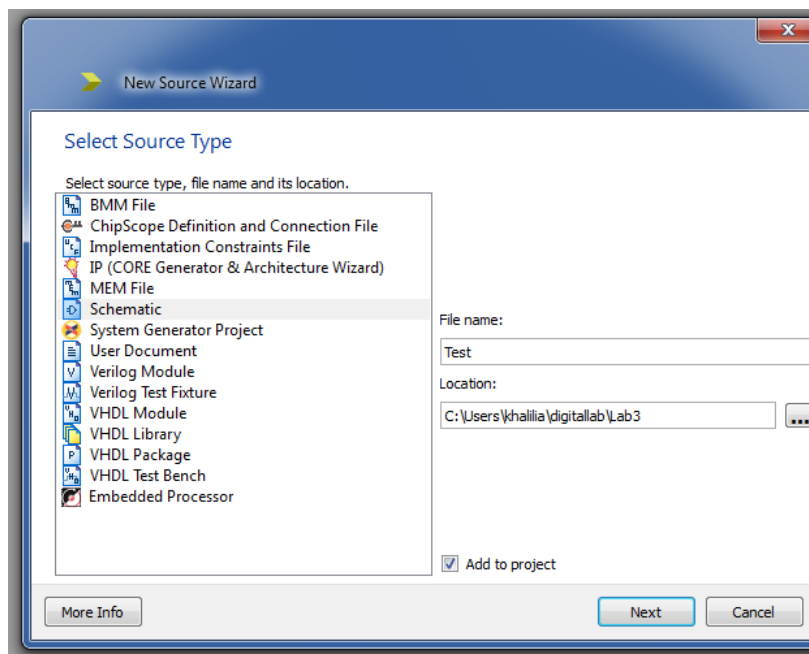 New Source Wizard
Select Source Type
Select source type, file name and its location.
BMM File
ChipScope Definition and Connection File
Implementation Constraints File
IP (CORE Generator & Architecture Wizard)
MEM File
Schematic
System Generator Project
User Document
Verilog Module
Verilog Test Fixture
VHDL Module
VHDL Library
VHDL Package
VHDL Test Bench
Embedded Processor
File name:
Test
Location:
C:\Users\khalilia\digitallab\Lab3
...
Add to project
More Info
Next
Cancel